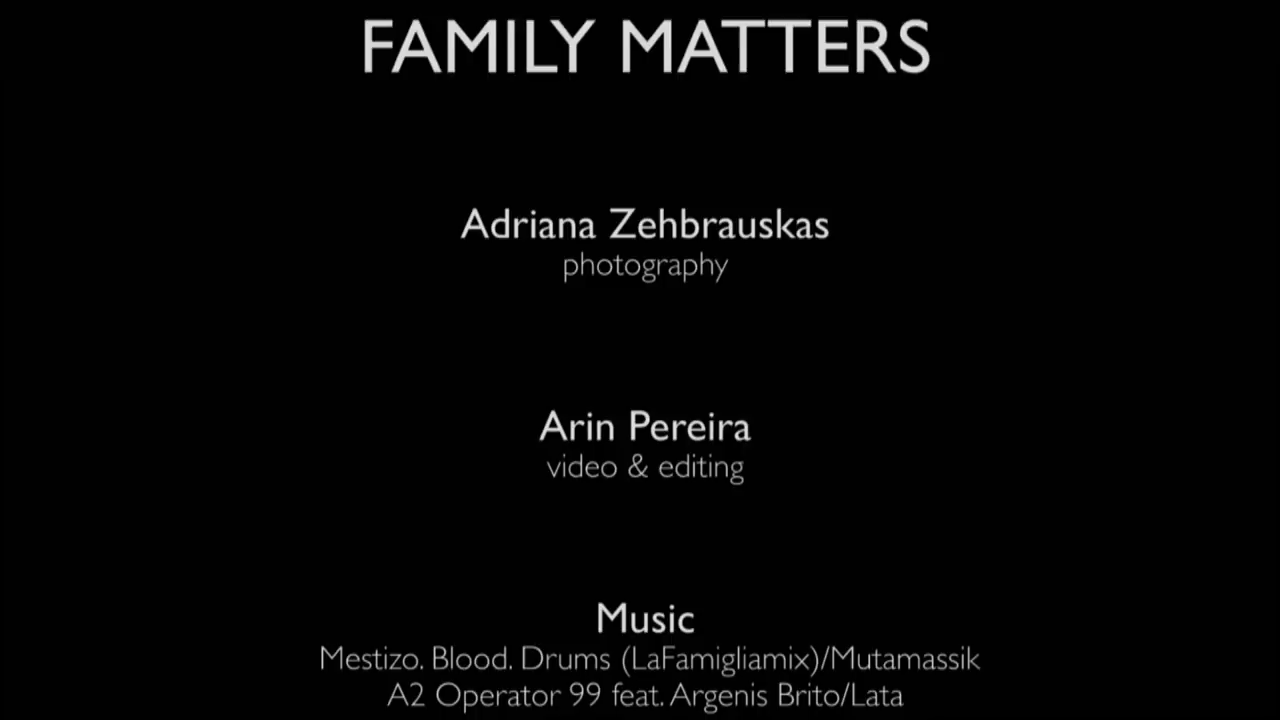 FAMILY MATTERS
Adriana Zehbrauskas
photography
Arin Pereira
video & editing
Music
Mestizo. Blood. Drums (LaFamigliamix)/Mutamassik
A2 Operator 99 feat. Argenis Brito/Lata